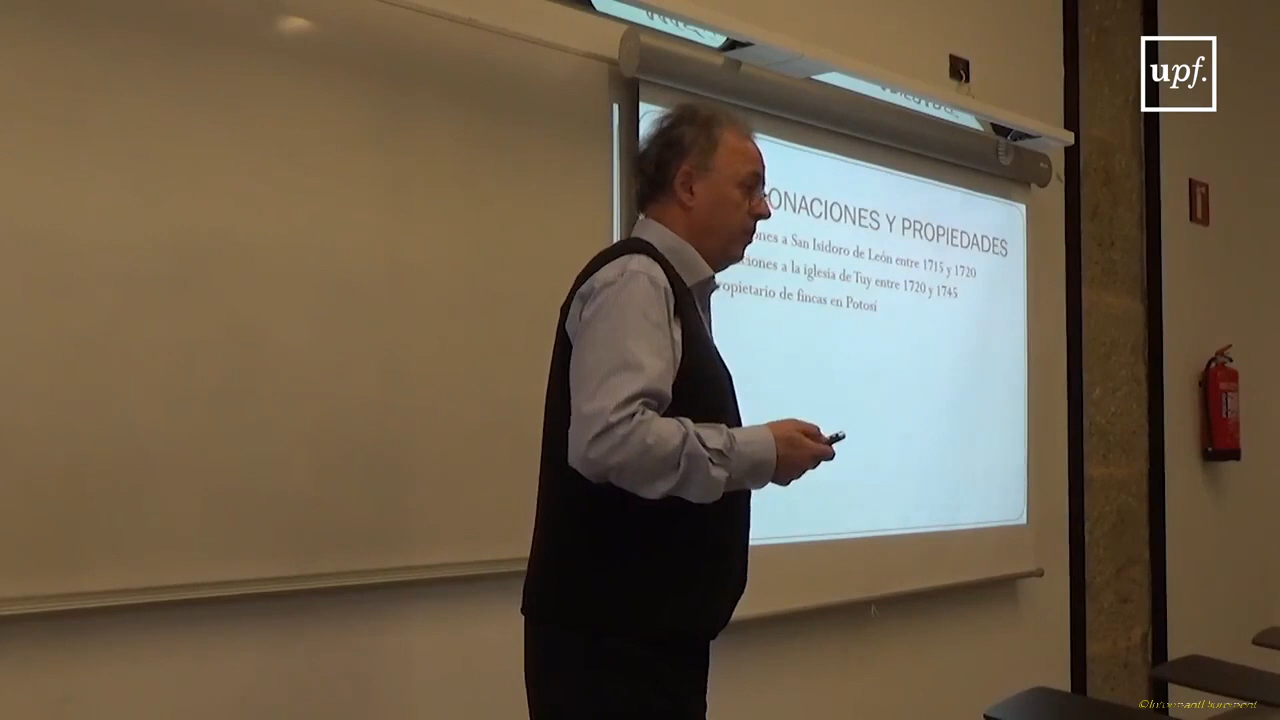 upf.
ONACIONES Y PROPIEDADES
ones a San Isidoro de León entre 1715 y 1720
ciones a la iglesia de Tuy entre 1720 y 1745
ropietario de fincas en Potosí